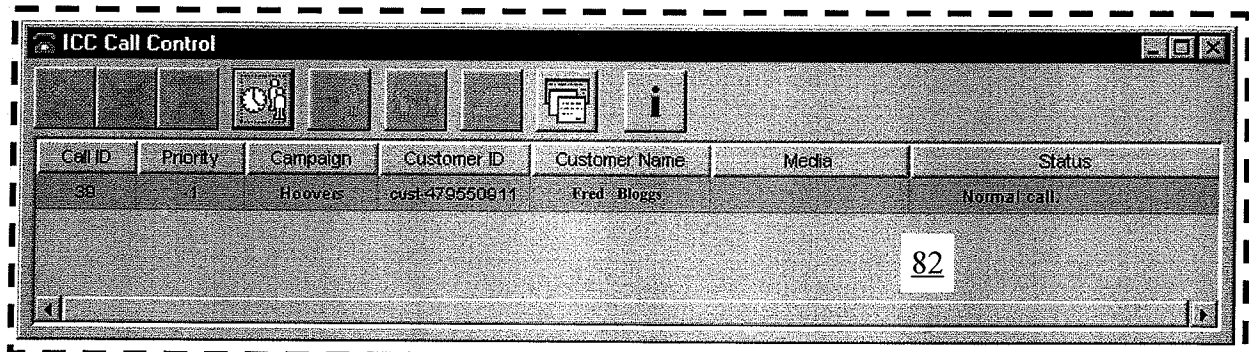 ICC Call Control
i
Call ID Priority Campaign Customer ID Customer Name Media Status
39 -1 Hoovers cust-479550911 Fred Bloggs Normal call.
82